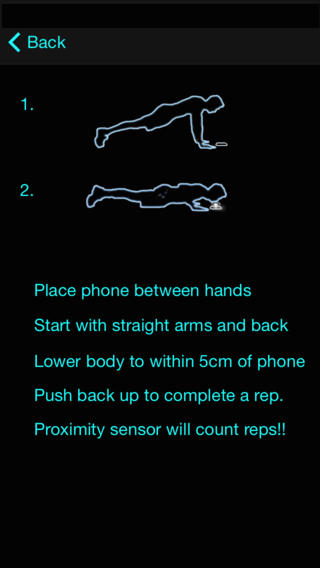 Back
1.
2.
Place phone between hands
Start with straight arms and back
Lower body to within 5cm of phone
Push back up to complete a rep.
Proximity sensor will count reps!!